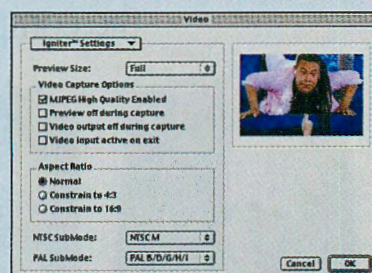 Video
Igniter™ Settings
Preview Size: Full
Video Capture Options
MJPEG High Quality Enabled
Preview off during capture
Video output off during capture
Video input active on exit
Aspect Ratio
Normal
Constrain to 4:3
Constrain to 16:9
NTSC SubMode: NTSC M
PAL SubMode: PAL B/D/G/H/I
Cancel OK